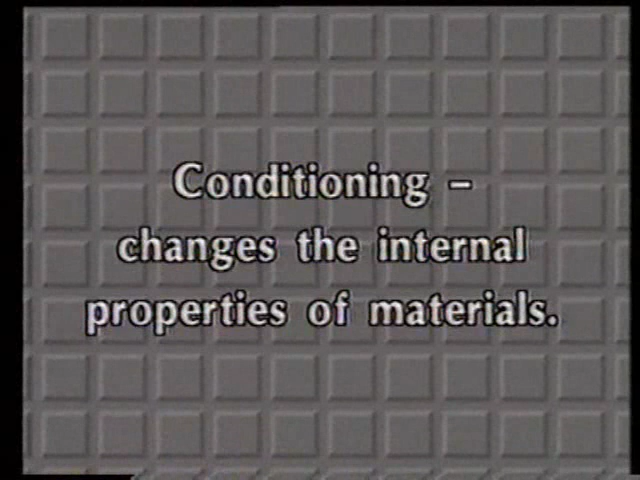 Conditioning –
changes the internal
properties of materials.